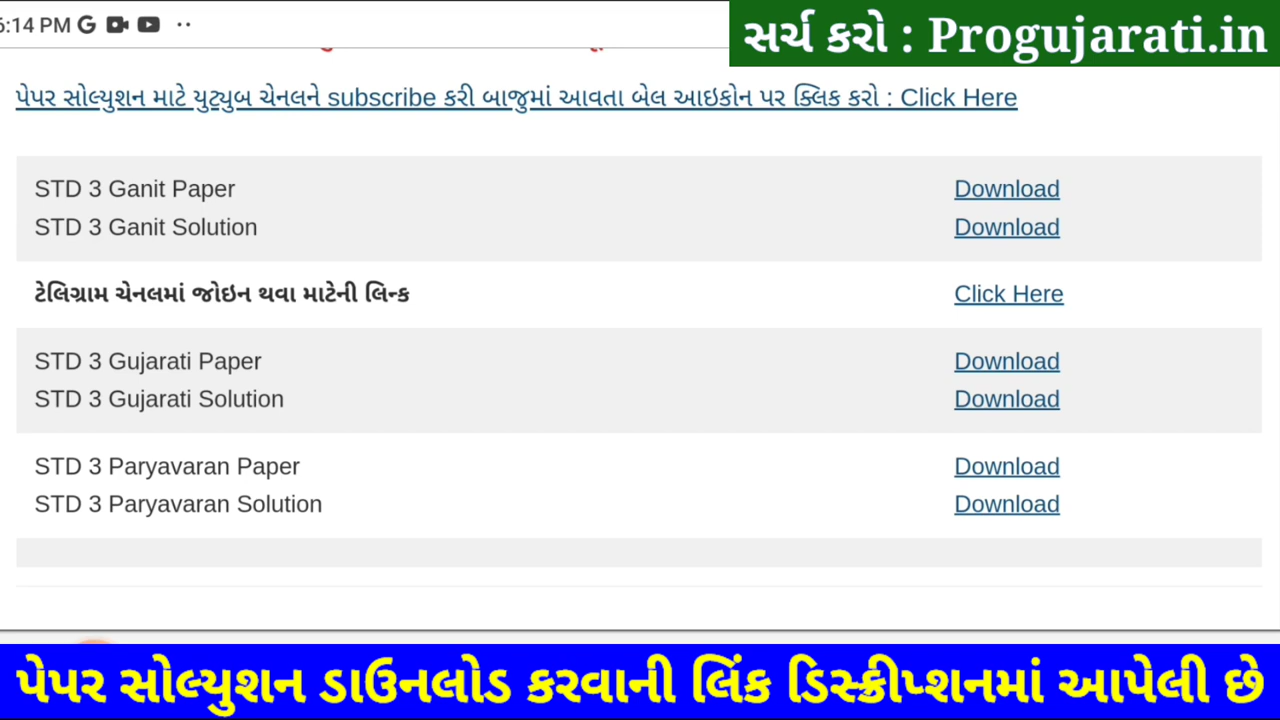 6:14 PM
સર્ચ કરો : Progujarati.in
પેપર સોલ્યુશન માટે યુટ્યુબ ચેનલને subscribe કરી બાજુમાં આવતા બેલ આઇકોન પર ક્લિક કરો : Click Here
STD 3 Ganit Paper Download
STD 3 Ganit Solution Download
ટેલિગ્રામ ચેનલમાં જોઇન થવા માટેની લિન્ક Click Here
STD 3 Gujarati Paper Download
STD 3 Gujarati Solution Download
STD 3 Paryavaran Paper Download
STD 3 Paryavaran Solution Download
પેપર સોલ્યુશન ડાઉનલોડ કરવાની લિંક ડિસ્ક્રીપ્શનમાં આપેલી છે